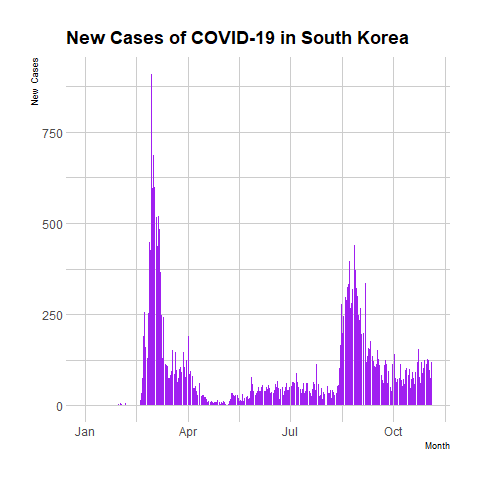 New Cases of COVID-19 in South Korea
New Cases
750
500
250
0
Jan Apr Jul Oct
Month